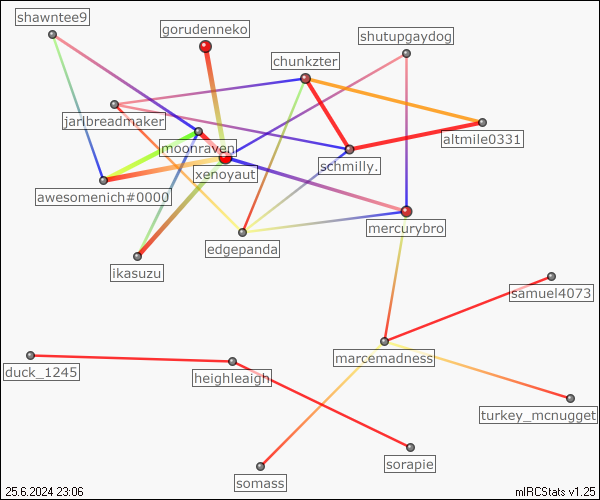 shawntee9
gorudenneko
shutupgaydog
chunkzter
jarlbreadmaker
altmile0331
moonraven
schmilly.
xenoyaut
awesomenich#0000
mercurybro
edgepanda
ikasuzu
samuel4073
marcemadness
duck_1245
heighleaigh
turkey_mcnugget
sorapie
somass
25.6.2024 23:06
mIRCStats v1.25